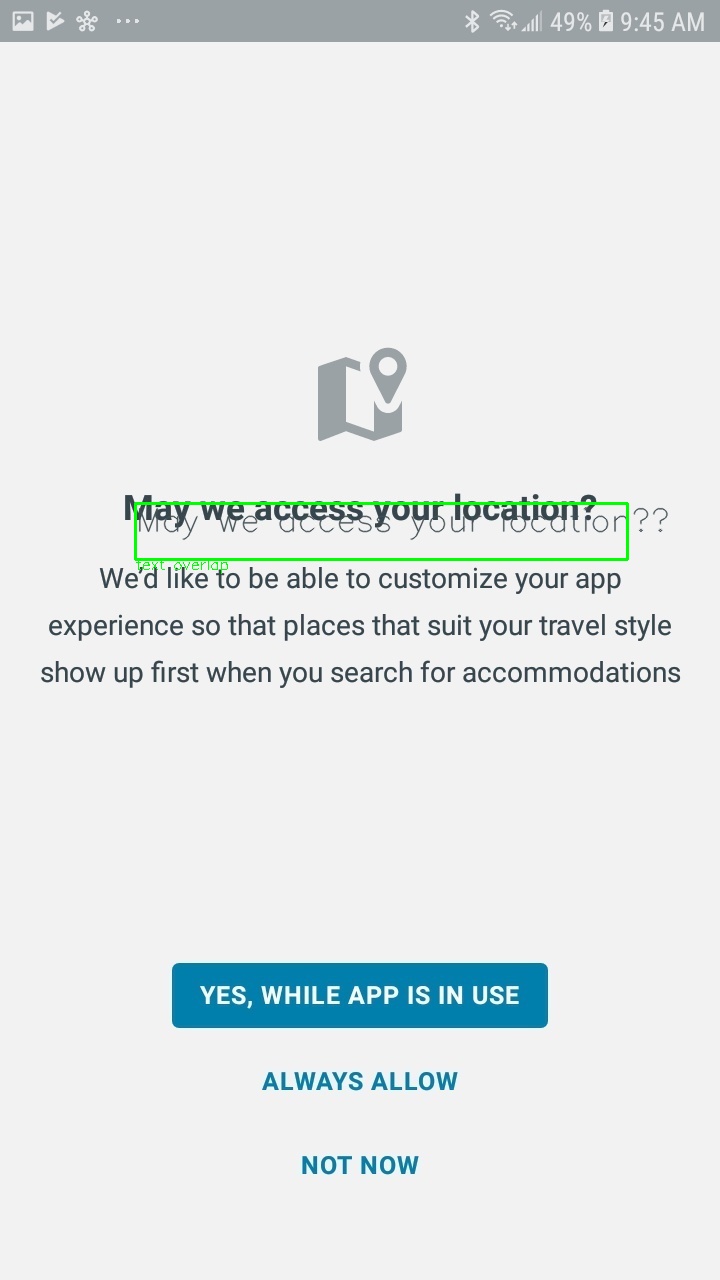 49% 9:45 AM
May we access your location?
May we access your location??
text overlap
We'd like to be able to customize your app
experience so that places that suit your travel style
show up first when you search for accommodations
YES, WHILE APP IS IN USE
ALWAYS ALLOW
NOT NOW